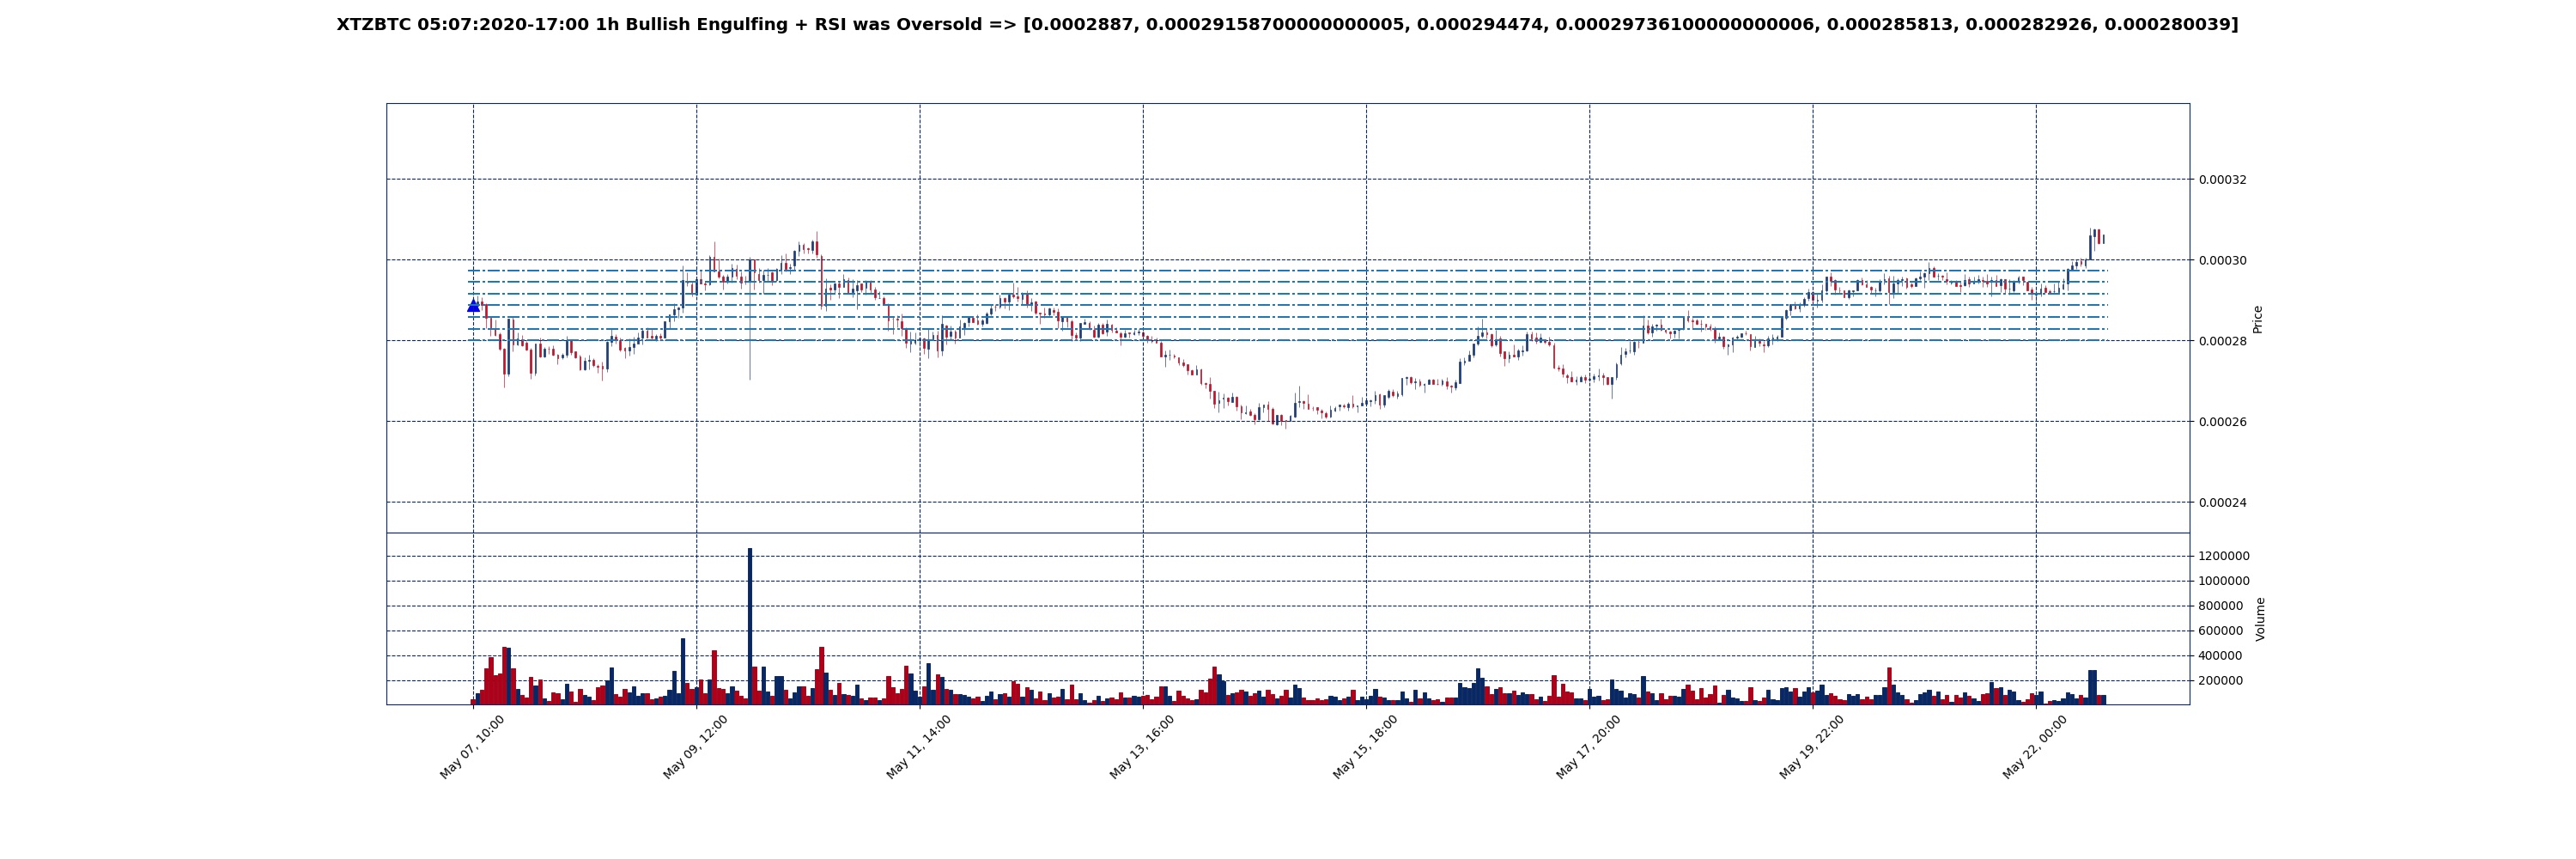 XTZBTC 05:07:2020-17:00 1h Bullish Engulfing + RSI was Oversold => [0.0002887, 0.00029158700000000005, 0.000294474, 0.00029736100000000006, 0.000285813, 0.000282926, 0.000280039]
0.00032
0.00030
0.00028
0.00026
0.00024
Price
1200000
1000000
800000
600000
400000
200000
Volume
May 07, 10:00
May 09, 12:00
May 11, 14:00
May 13, 16:00
May 15, 18:00
May 17, 20:00
May 19, 22:00
May 22, 00:00